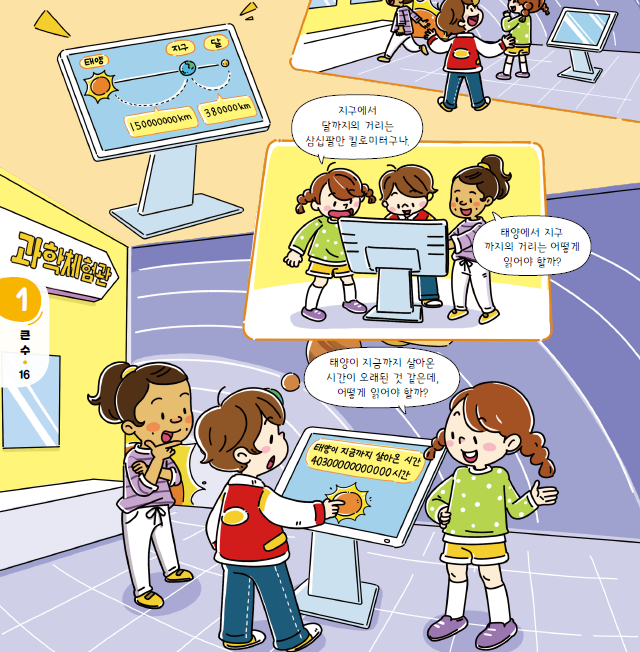 태양
지구
달
150000000km
380000km
지구에서
달까지의 거리는
삼십팔만 킬로미터구나.
태양에서 지구
까지의 거리는 어떻게
읽어야 할까?
과학체험관
1
큰
수
16
태양이 지금까지 살아온
시간이 오래된 것 같은데,
어떻게 읽어야 할까?
태양이 지금까지 살아온 시간
40300000000000시간